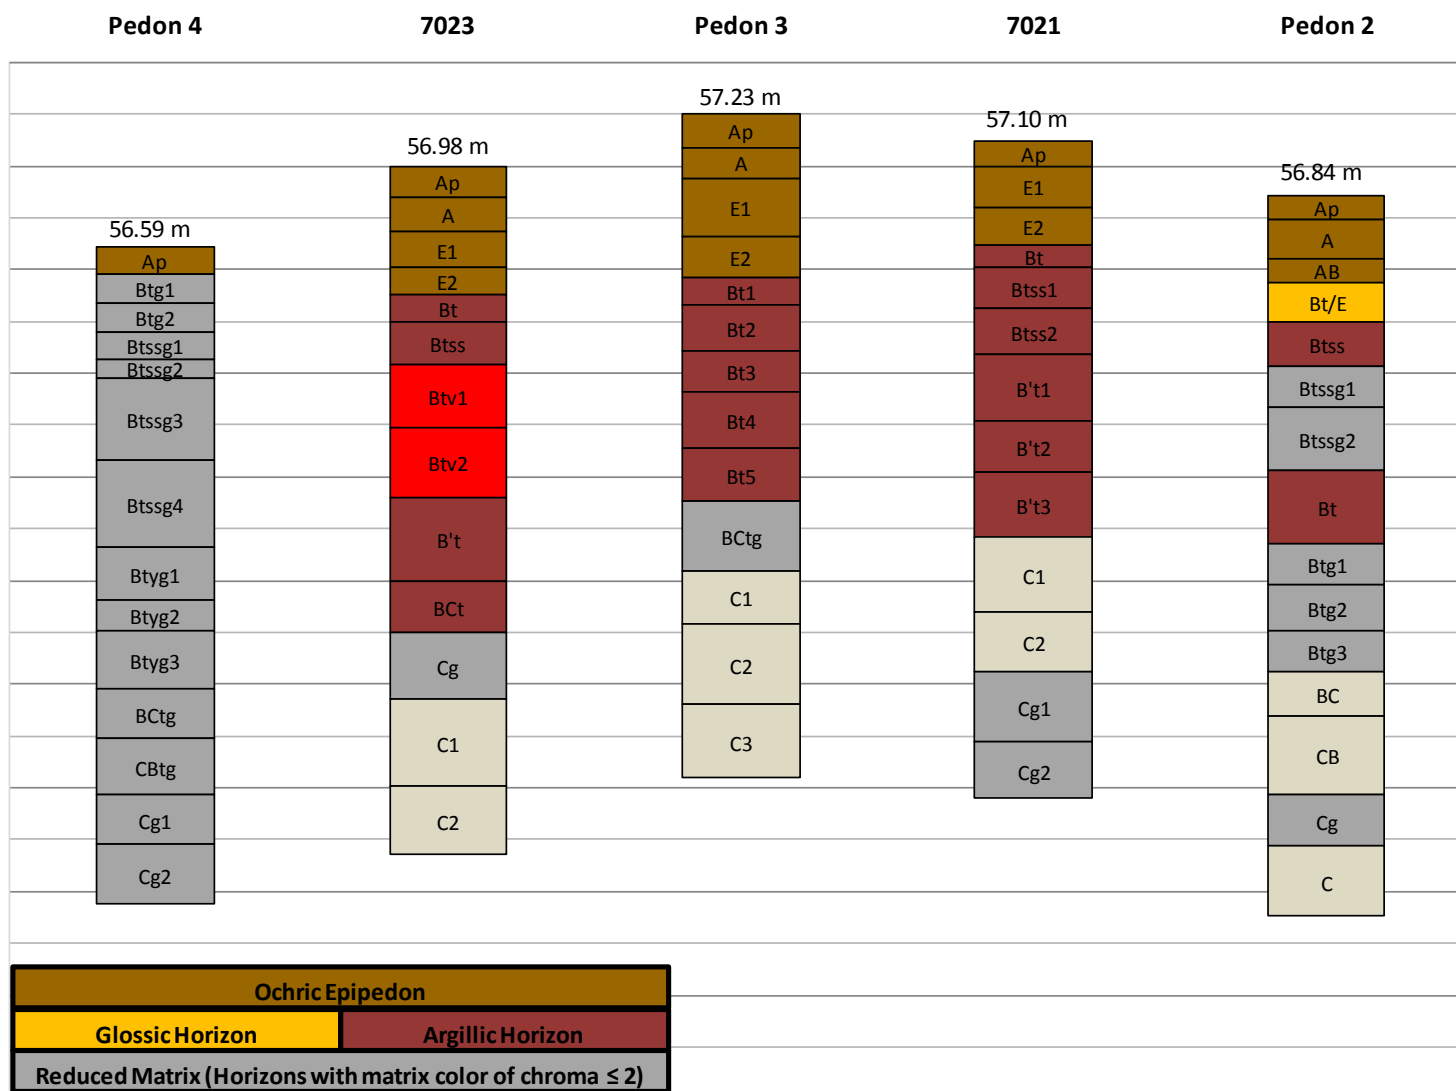 Pedon 4 7023 Pedon 3 7021 Pedon 2
56.59 m
Ap
Btg1
Btg2
Btssg1
Btssg2
Btssg3
Btssg4
Btyg1
Btyg2
Btyg3
BCtg
CBtg
Cg1
Cg2
56.98 m
Ap
A
E1
E2
Bt
Btss
Btv1
Btv2
B't
BCt
Cg
C1
C2
57.23 m
Ap
A
E1
E2
Bt1
Bt2
Bt3
Bt4
Bt5
BCtg
C1
C2
C3
57.10 m
Ap
E1
E2
Bt
Btss1
Btss2
B't1
B't2
B't3
C1
C2
Cg1
Cg2
56.84 m
Ap
A
AB
Bt/E
Btss
Btssg1
Btssg2
Bt
Btg1
Btg2
Btg3
BC
CB
Cg
C
Ochric Epipedon
Glossic Horizon Argillic Horizon
Reduced Matrix (Horizons with matrix color of chroma ≤ 2)